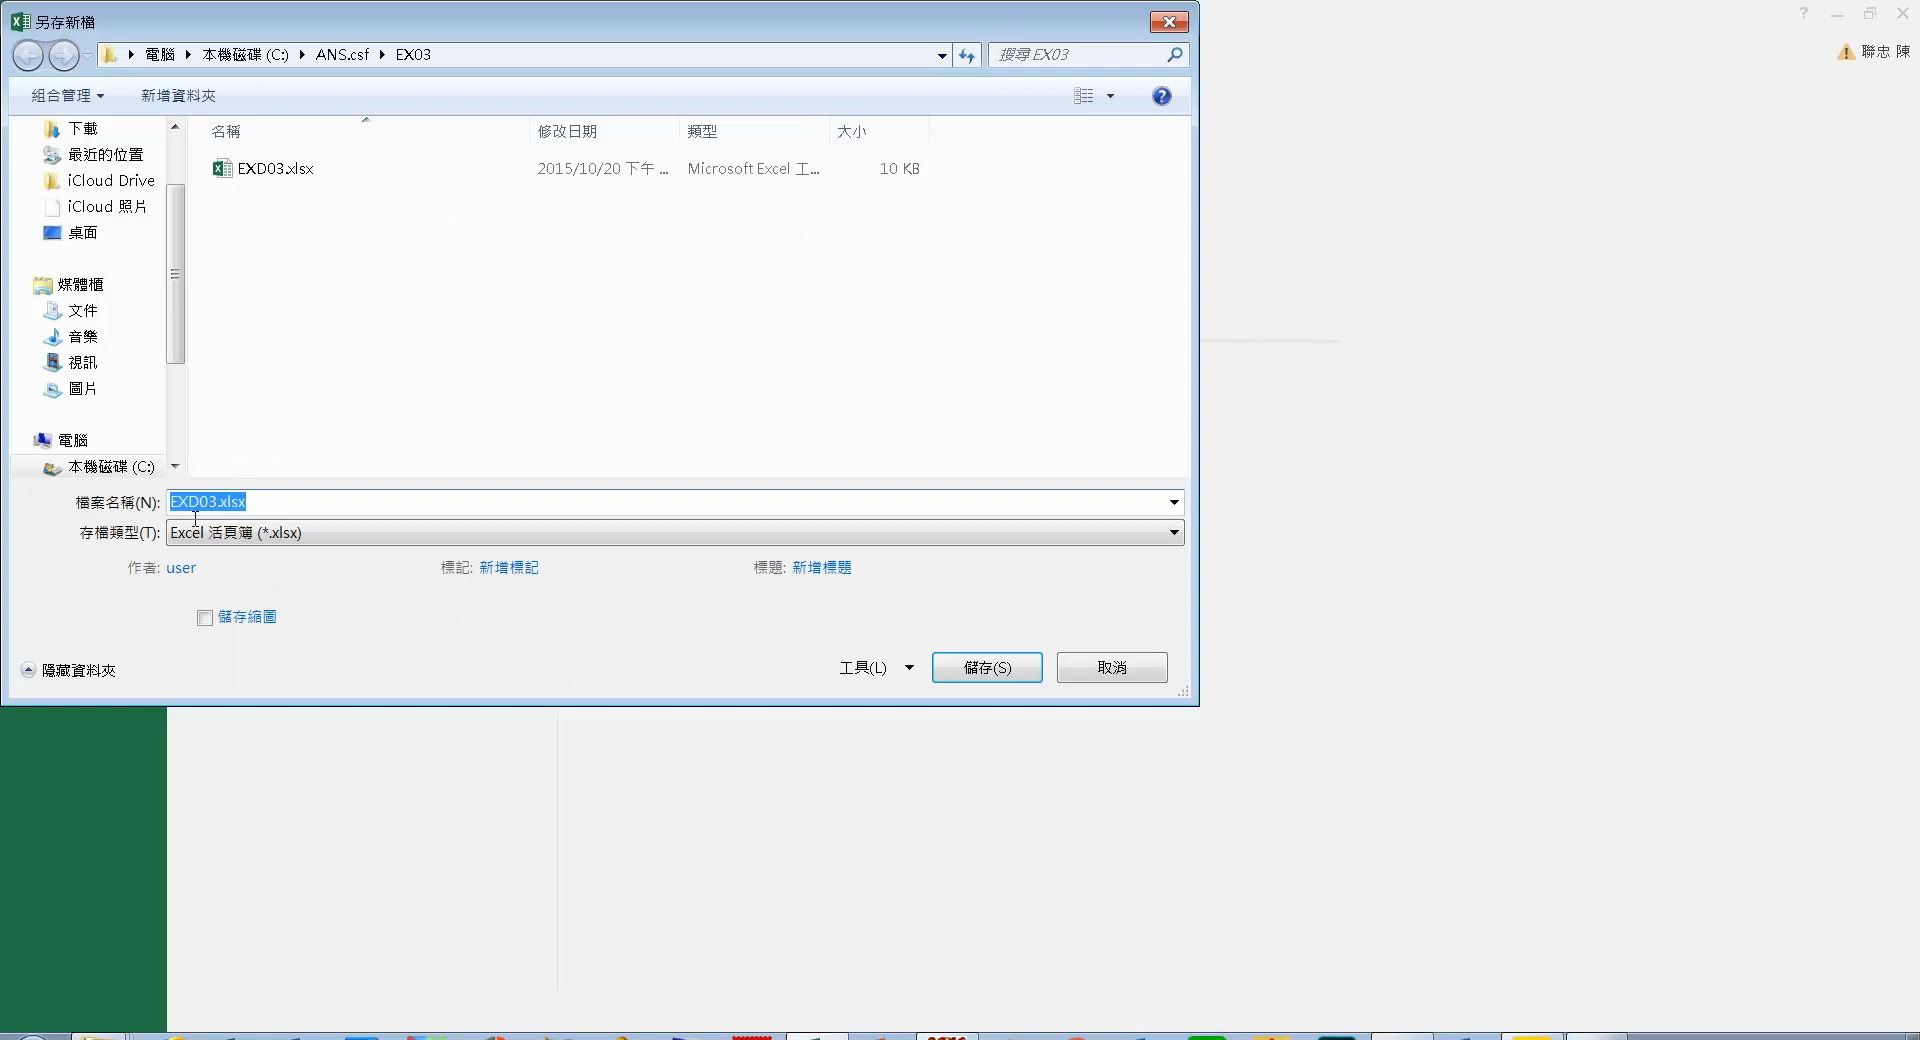 另存新檔
電腦 本機磁碟 (C:) ANS.csf EX03
搜尋 EX03
聯忠 陳
組合管理
新增資料夾
名稱 修改日期 類型 大小
EXD03.xlsx 2015/10/20 下午 ... Microsoft Excel 工... 10 KB
下載
最近的位置
iCloud Drive
iCloud 照片
桌面
媒體櫃
文件
音樂
視訊
圖片
電腦
本機磁碟 (C:)
檔案名稱(N): EXD03.xlsx
存檔類型(T): Excel 活頁簿 (*.xlsx)
作者: user 標記: 新增標記 標題: 新增標題
儲存縮圖
隱藏資料夾
工具(L) 儲存(S) 取消